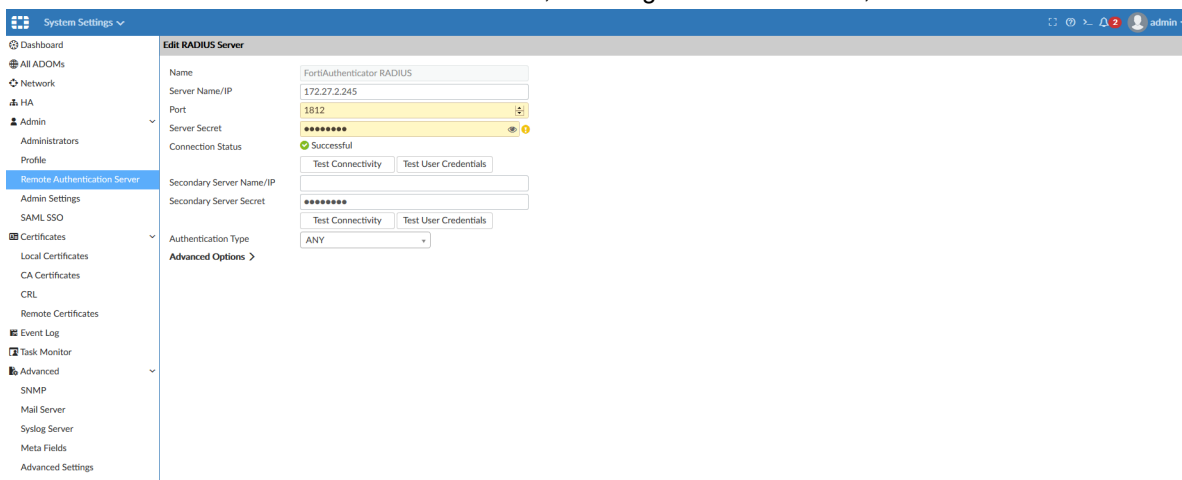 System Settings
2
admin
Dashboard
All ADOMs
Network
HA
Admin
Administrators
Profile
Remote Authentication Server
Admin Settings
SAML SSO
Certificates
Local Certificates
CA Certificates
CRL
Remote Certificates
Event Log
Task Monitor
Advanced
SNMP
Mail Server
Syslog Server
Meta Fields
Advanced Settings
Edit RADIUS Server
Name FortiAuthenticator RADIUS
Server Name/IP 172.27.2.245
Port 1812
Server Secret ••••••••
Connection Status Successful
Test Connectivity Test User Credentials
Secondary Server Name/IP
Secondary Server Secret ••••••••
Test Connectivity Test User Credentials
Authentication Type ANY
Advanced Options >